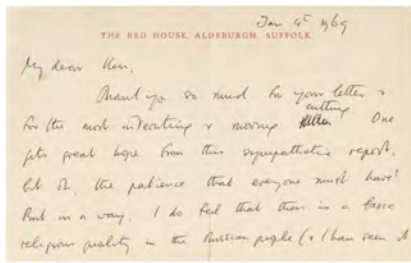 Jan 4th 1969
THE RED HOUSE, ALDEBURGH, SUFFOLK.
My dear Ken,
Thank you so much for your letter &
cutting
for the most interesting & moving One
gets great hope from this sympathetic report,
but oh, the patience that everyone must have!
But in a way, I do feel that there is a basic
religious quality in the Russian people (& I have seen it